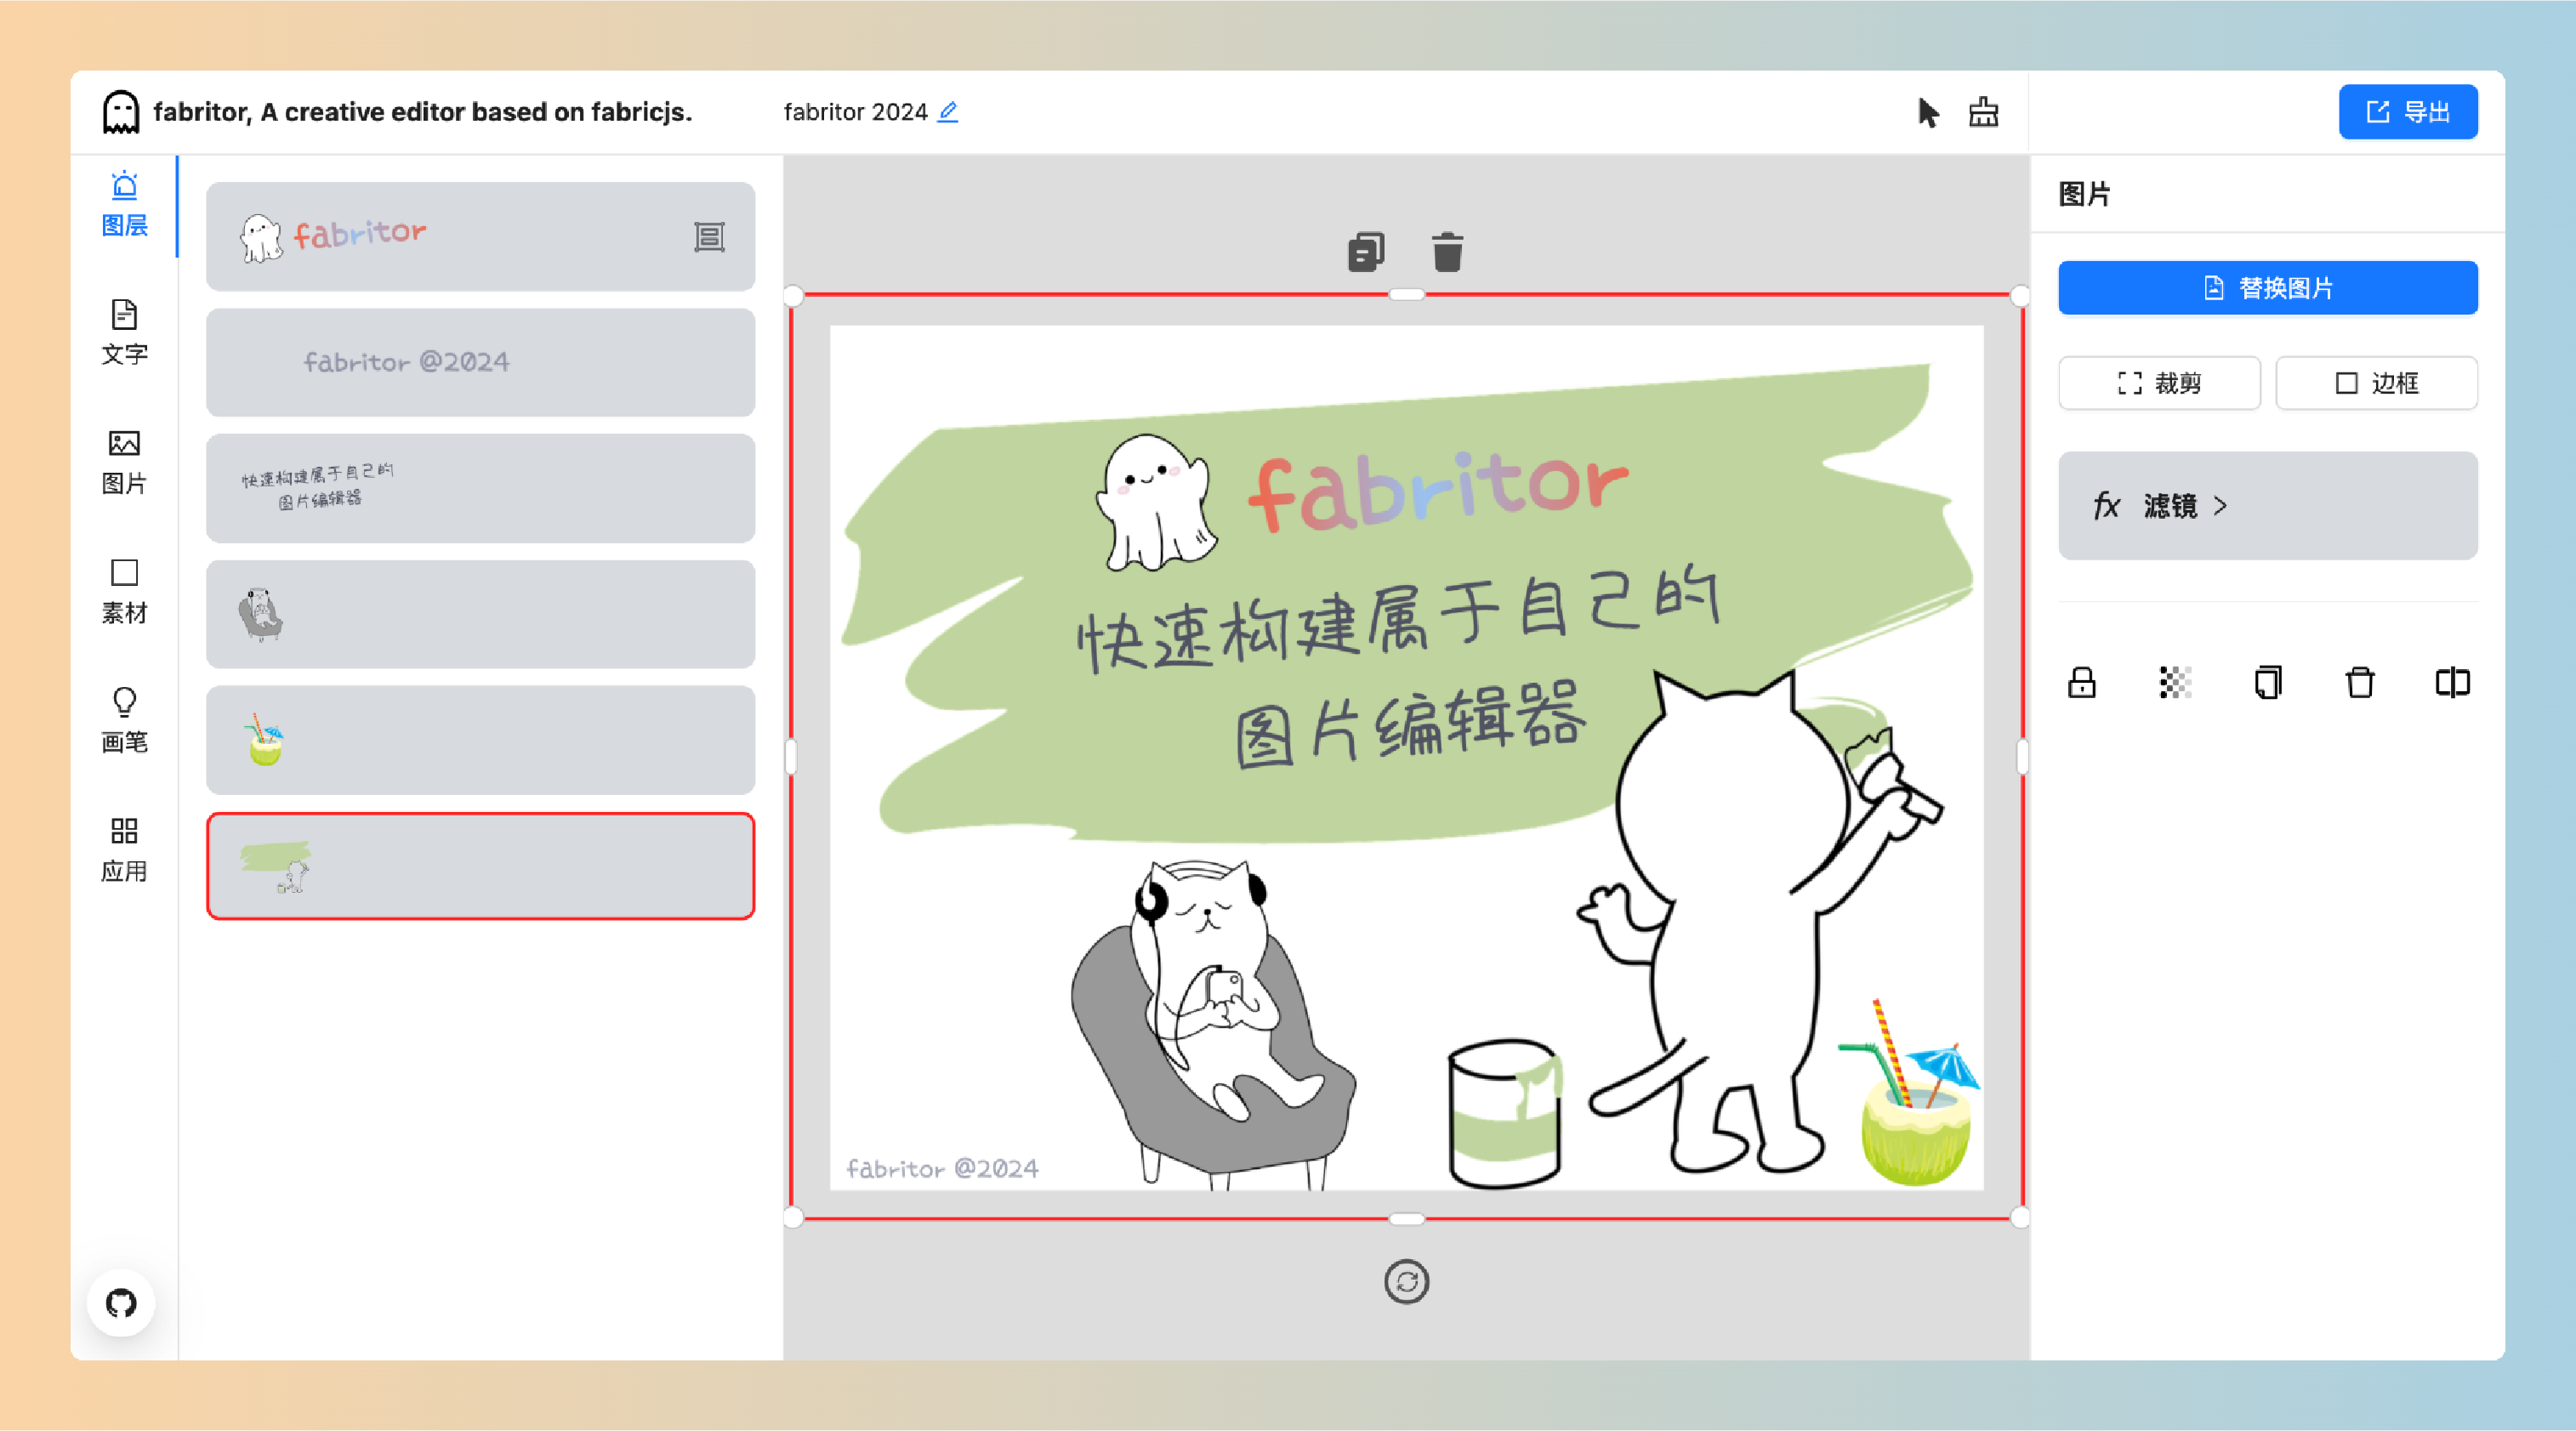 fabritor, A creative editor based on fabricjs.
fabritor 2024
导出
图层
文字
图片
素材
画笔
应用
fabritor
fabritor @2024
快速构建属于自己的
图片编辑器
fabritor
快速构建属于自己的
图片编辑器
fabritor @2024
图片
替换图片
裁剪
边框
fx 滤镜 >